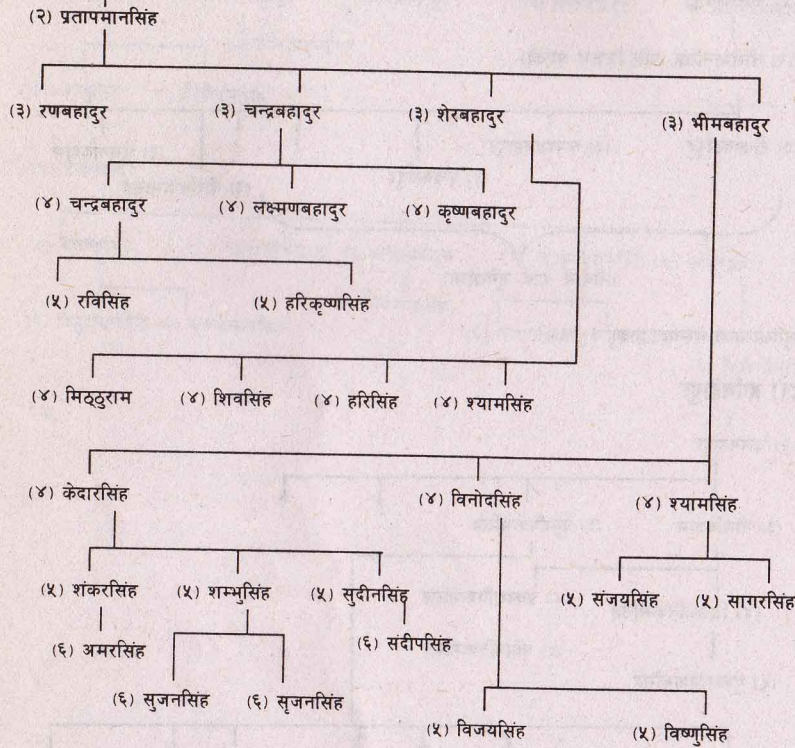 (२) प्रतापमानसिंह
(३) रणबहादुर (३) चन्द्रबहादुर (३) शेरबहादुर (३) भीमबहादुर
(४) चन्द्रबहादुर (४) लक्ष्मणबहादुर (४) कृष्णबहादुर
(५) रविसिंह (५) हरिकृष्णसिंह
(४) मिठ्ठुराम (४) शिवसिंह (४) हरिसिंह (४) श्यामसिंह
(४) केदारसिंह (४) विनोदसिंह (४) श्यामसिंह
(५) शंकरसिंह (५) शम्भुसिंह (५) सुदीनसिंह (५) संजयसिंह (५) सागरसिंह
(६) अमरसिंह (६) संदीपसिंह
(६) सुजनसिंह (६) सृजनसिंह
(५) विजयसिंह (५) विष्णुसिंह